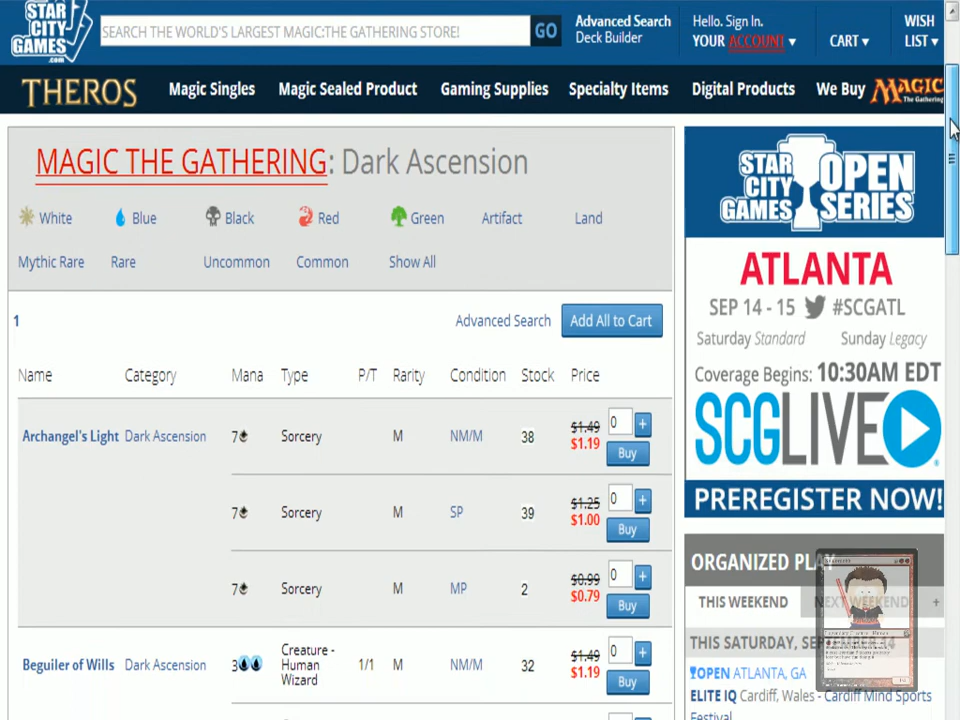 STAR
CITY
GAMES
.com
SEARCH THE WORLD'S LARGEST MAGIC:THE GATHERING STORE!
GO
Advanced Search
Deck Builder
Hello. Sign In.
YOUR ACCOUNT ▾
CART ▾
WISH
LIST ▾
THEROS
Magic Singles
Magic Sealed Product
Gaming Supplies
Specialty Items
Digital Products
We Buy
MAGIC
The Gathering
MAGIC THE GATHERING: Dark Ascension
White
Blue
Black
Red
Green
Artifact
Land
Mythic Rare
Rare
Uncommon
Common
Show All
1
Advanced Search
Add All to Cart
Name Category Mana Type P/T Rarity Condition Stock Price
Archangel's Light Dark Ascension 7 Sorcery M NM/M 38 $1.49 0 +
$1.19 Buy
7 Sorcery M SP 39 $1.25 0 +
$1.00 Buy
7 Sorcery M MP 2 $0.99 0 +
$0.79 Buy
Beguiler of Wills Dark Ascension 3 Creature - Human Wizard 1/1 M NM/M 32 $1.49 0 +
$1.19 Buy
STAR
CITY
GAMES
OPEN
SERIES
ATLANTA
SEP 14 - 15 #SCGATL
Saturday Standard Sunday Legacy
Coverage Begins: 10:30AM EDT
SCGLIVE
PREREGISTER NOW!
ORGANIZED PLAY
THIS WEEKEND NEXT WEEKEND +
THIS SATURDAY, SEPTEMBER 14
OPEN ATLANTA, GA
ELITE IQ Cardiff, Wales - Cardiff Mind Sports
Festival